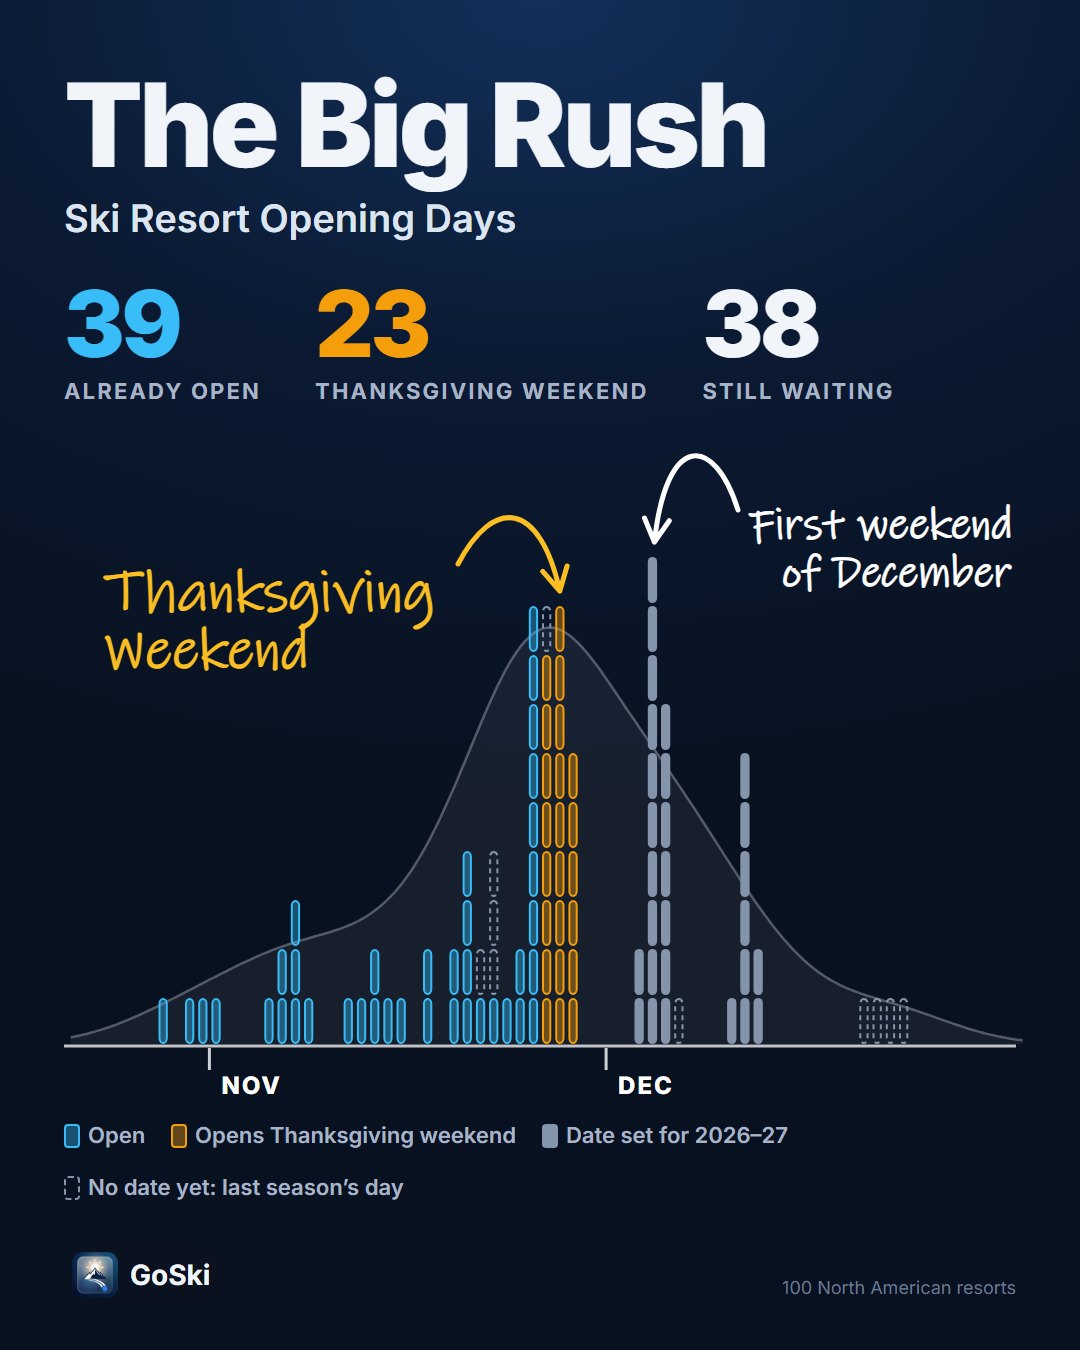 The Big Rush
Ski Resort Opening Days
39
ALREADY OPEN
23
THANKSGIVING WEEKEND
38
STILL WAITING
First weekend
of December
Thanksgiving
Weekend
NOV
DEC
Open
Opens Thanksgiving weekend
Date set for 2026–27
No date yet: last season’s day
GoSki
100 North American resorts